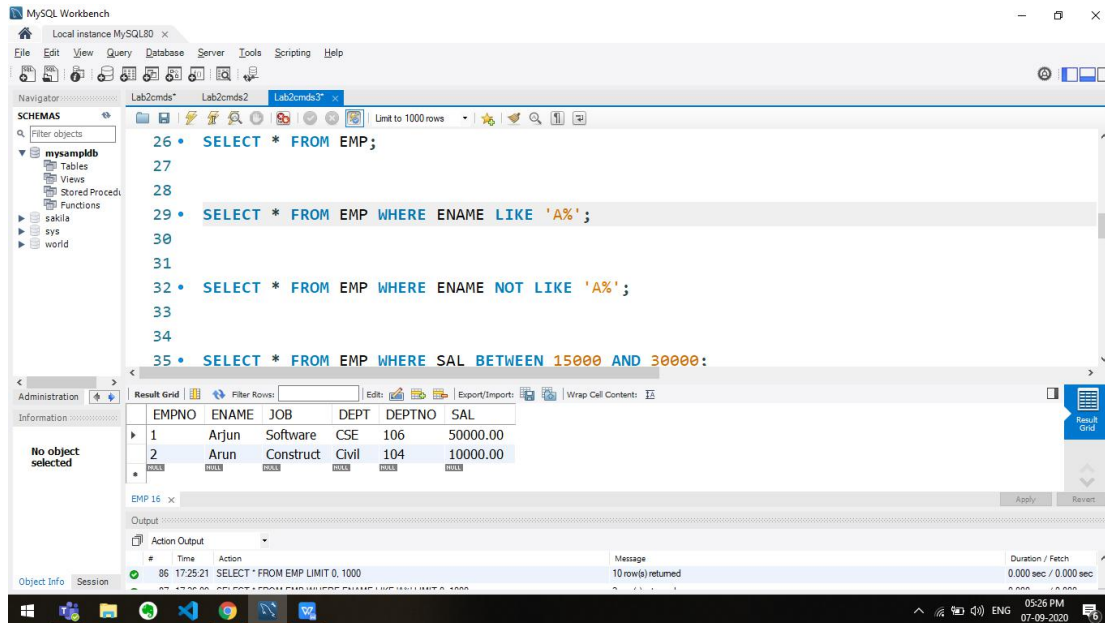 MySQL Workbench
Local instance MySQL80
File Edit View Query Database Server Tools Scripting Help
Navigator
Lab2cmds* Lab2cmds2 Lab2cmds3*
SCHEMAS
Limit to 1000 rows
Filter objects
mysampldb
Tables
Views
Stored Procedu
Functions
sakila
sys
world
26 SELECT * FROM EMP;
27
28
29 SELECT * FROM EMP WHERE ENAME LIKE 'A%';
30
31
32 SELECT * FROM EMP WHERE ENAME NOT LIKE 'A%';
33
34
35 SELECT * FROM EMP WHERE SAL BETWEEN 15000 AND 30000;
Administration
Result Grid Filter Rows: Edit: Export/Import: Wrap Cell Content: IA
Information
Result Grid
EMPNO ENAME JOB DEPT DEPTNO SAL
1 Arjun Software CSE 106 50000.00
2 Arun Construct Civil 104 10000.00
NULL NULL NULL NULL NULL NULL
No object selected
EMP 16
Apply Revert
Output
Action Output
# Time Action Message Duration / Fetch
86 17:25:21 SELECT * FROM EMP LIMIT 0, 1000 10 row(s) returned 0.000 sec / 0.000 sec
Object Info Session
ENG
05:26 PM
07-09-2020
6